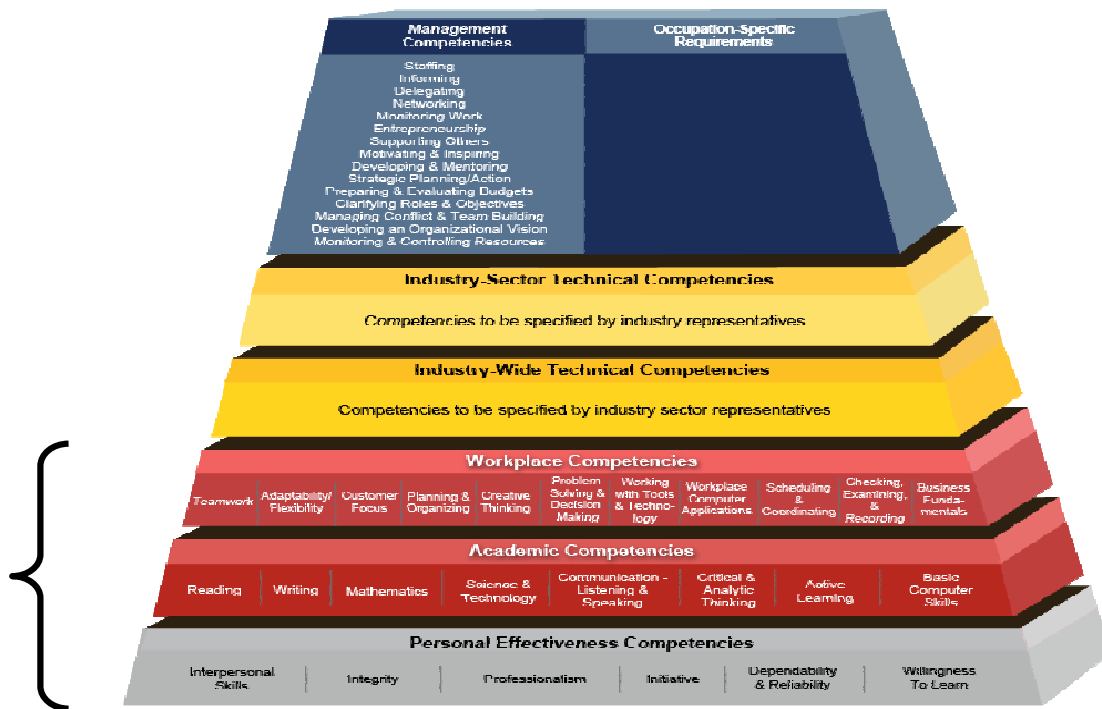 Management
Competencies
Occupation-Specific
Requirements
Staffing
Informing
Delegating
Networking
Monitoring Work
Entrepreneurship
Supporting Others
Motivating & Inspiring
Developing & Mentoring
Strategic Planning/Action
Preparing & Evaluating Budgets
Clarifying Roles & Objectives
Managing Conflict & Team Building
Developing an Organizational Vision
Monitoring & Controlling Resources
Industry-Sector Technical Competencies
Competencies to be specified by industry representatives
Industry-Wide Technical Competencies
Competencies to be specified by industry sector representatives
Workplace Competencies
Teamwork
Adaptability/
Flexibility
Customer
Focus
Planning &
Organizing
Creative
Thinking
Problem
Solving &
Decision
Making
Working
with Tools
& Techno-
logy
Workplace
Computer
Applications
Scheduling
&
Coordinating
Checking,
Examining,
&
Recording
Business
Funda-
mentals
Academic Competencies
Reading
Writing
Mathematics
Science &
Technology
Communication -
Listening &
Speaking
Critical &
Analytic
Thinking
Active
Learning
Basic
Computer
Skills
Personal Effectiveness Competencies
Interpersonal
Skills
Integrity
Professionalism
Initiative
Dependability
& Reliability
Willingness
To Learn